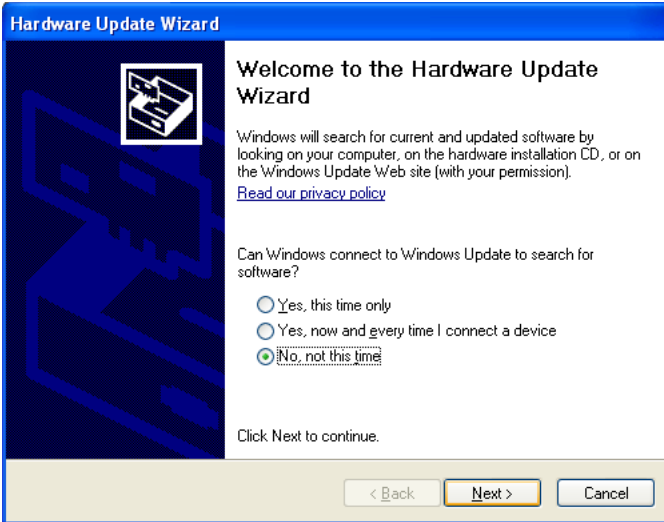 Hardware Update Wizard
Welcome to the Hardware Update
Wizard
Windows will search for current and updated software by
looking on your computer, on the hardware installation CD, or on
the Windows Update Web site (with your permission).
Read our privacy policy
Can Windows connect to Windows Update to search for
software?
Yes, this time only
Yes, now and every time I connect a device
No, not this time
Click Next to continue.
< Back
Next >
Cancel